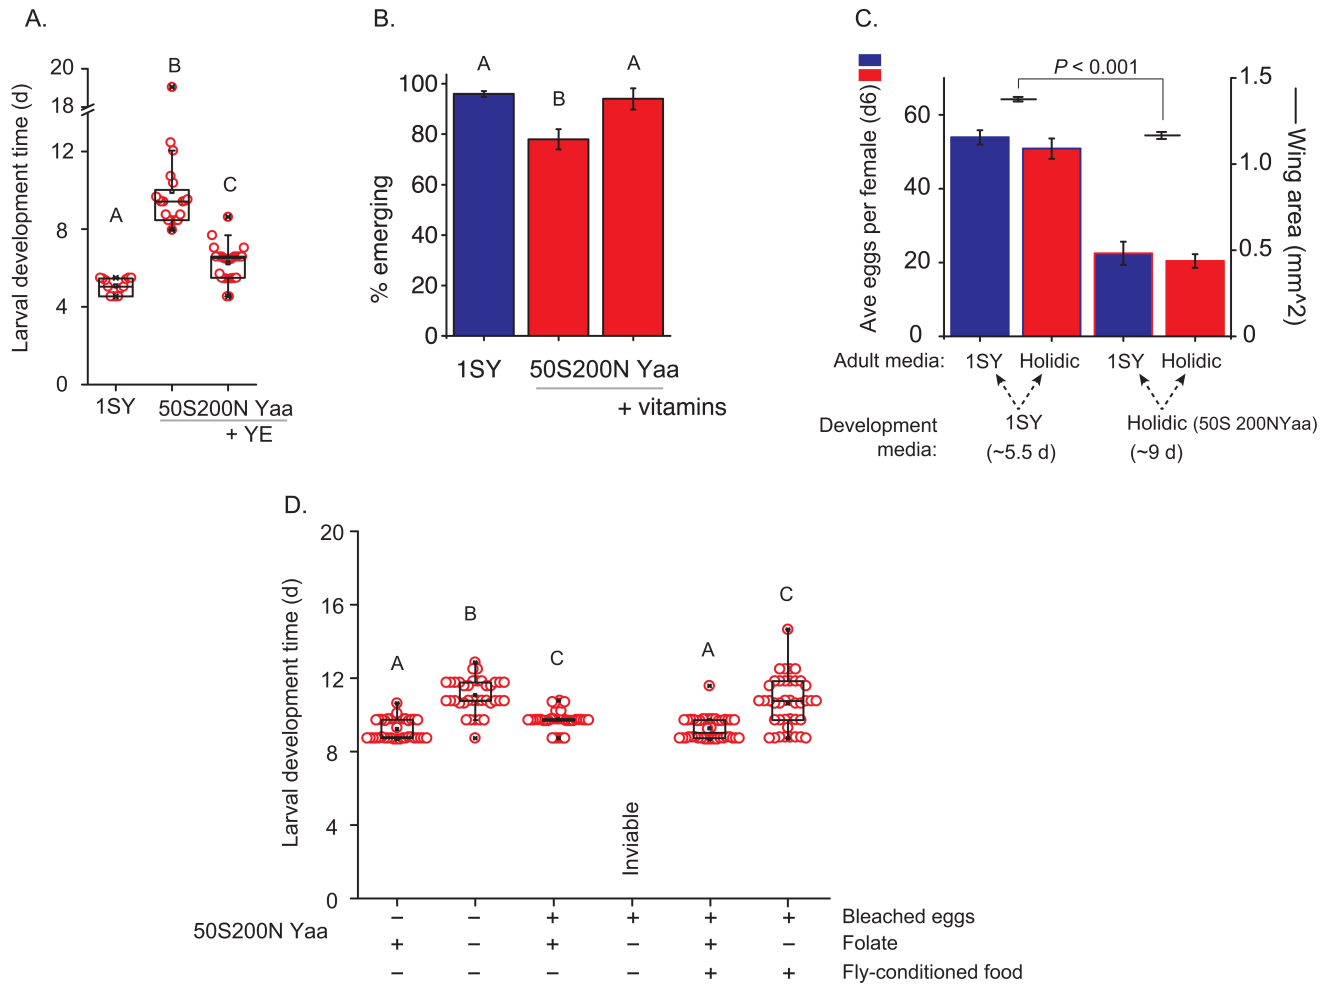 A.
Larval development time (d)
20
18
12
8
4
0
A
B
C
1SY
50S200N Yaa
+ YE
B.
% emerging
100
80
60
40
20
0
A
B
A
1SY
50S200N Yaa
+ vitamins
C.
Ave eggs per female (d6)
60
40
20
0
P < 0.001
1.5
1.0
0.5
0
Wing area (mm^2)
Adult media: 1SY Holidic 1SY Holidic
Development media:
1SY
(~5.5 d)
Holidic (50S 200NYaa)
(~9 d)
D.
Larval development time (d)
20
16
12
8
4
0
A
B
C
Inviable
A
C
50S200N Yaa
− − + + + + Bleached eggs
+ − + − + − Folate
− − − − + + Fly-conditioned food